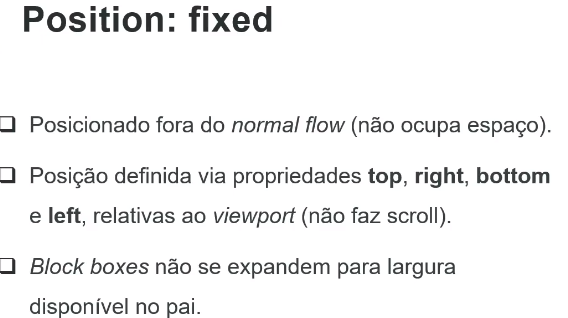 Position: fixed
❑ Posicionado fora do normal flow (não ocupa espaço).
❑ Posição definida via propriedades top, right, bottom
e left, relativas ao viewport (não faz scroll).
❑ Block boxes não se expandem para largura
disponível no pai.